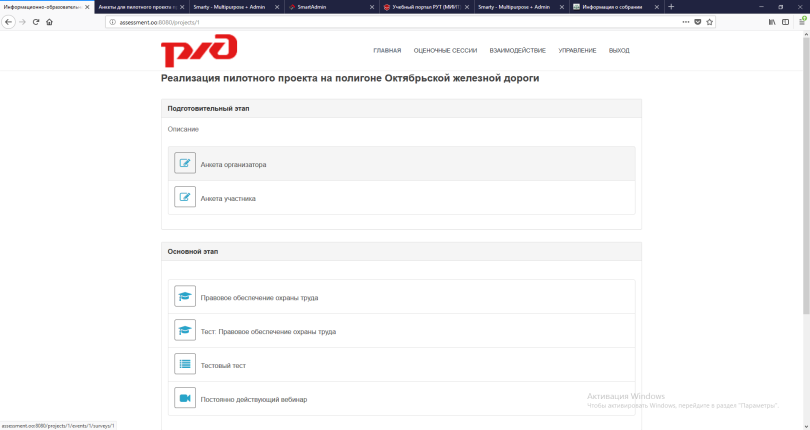 Информационно-образователь
Анкеты для пилотного проекта
Smarty - Multipurpose + Admin
SmartAdmin
Учебный портал РУТ (МИИТ)
Smarty - Multipurpose + Admin
Информация о собрании
assessment.oo:8080/projects/1
ржд
ГЛАВНАЯ
ОЦЕНОЧНЫЕ СЕССИИ
ВЗАИМОДЕЙСТВИЕ
УПРАВЛЕНИЕ
ВЫХОД
Реализация пилотного проекта на полигоне Октябрьской железной дороги
Подготовительный этап
Описание
Анкета организатора
Анкета участника
Основной этап
Правовое обеспечение охраны труда
Тест: Правовое обеспечение охраны труда
Тестовый тест
Постоянно действующий вебинар
Активация Windows
Чтобы активировать Windows, перейдите в раздел "Параметры".
assessment.oo:8080/projects/1/events/1/surveys/1